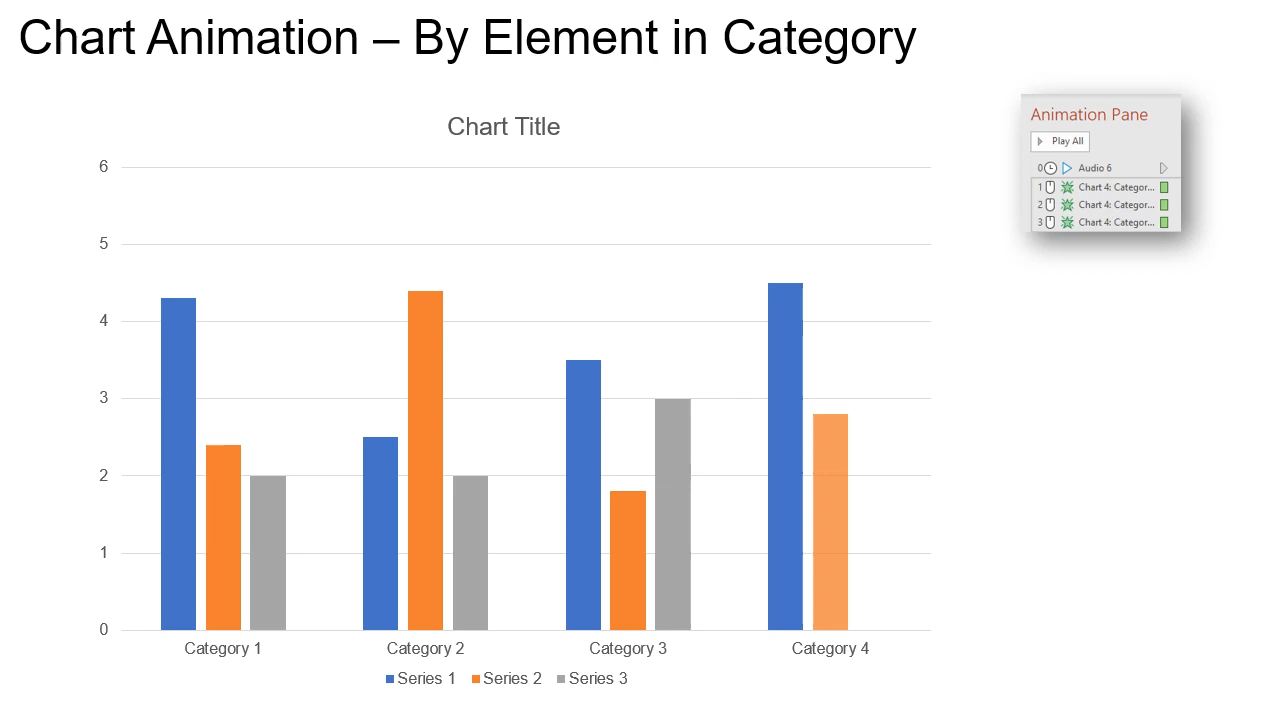 Chart Animation – By Element in Category
Chart Title
Animation Pane
Play All
0 Audio 6
1 Chart 4: Categor...
2 Chart 4: Categor...
3 Chart 4: Categor...
6
5
4
3
2
1
0
Category 1 Category 2 Category 3 Category 4
Series 1 Series 2 Series 3